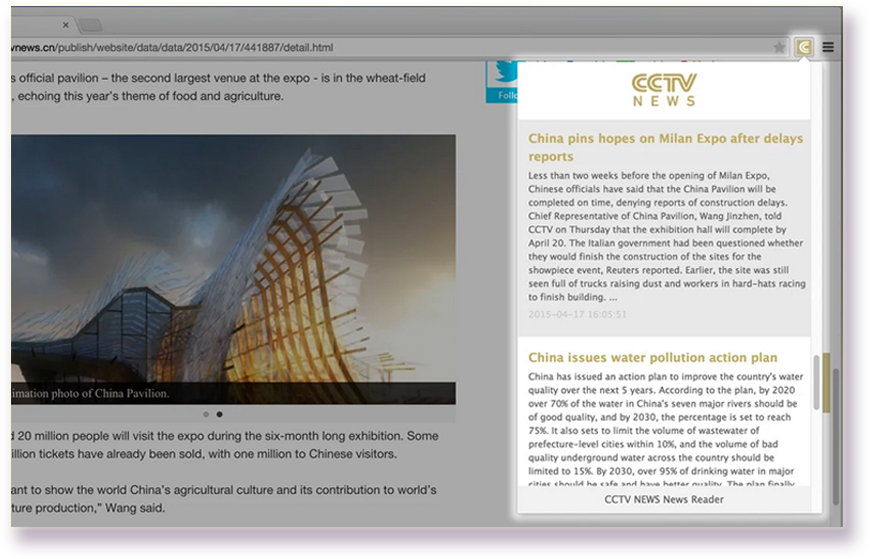 vnews.cn/publish/website/data/data/2015/04/17/441887/detail.html
s official pavilion – the second largest venue at the expo - is in the wheat-field
, echoing this year's theme of food and agriculture.
Follo
imation photo of China Pavilion.
d 20 million people will visit the expo during the six-month long exhibition. Some
illion tickets have already been sold, with one million to Chinese visitors.
ant to show the world China's agricultural culture and its contribution to world's
ture production," Wang said.
CCTV
NEWS
China pins hopes on Milan Expo after delays
reports
Less than two weeks before the opening of Milan Expo,
Chinese officials have said that the China Pavilion will be
completed on time, denying reports of construction delays.
Chief Representative of China Pavilion, Wang Jinzhen, told
CCTV on Thursday that the exhibition hall will complete by
April 20. The Italian government had been questioned whether
they would finish the construction of the sites for the
showpiece event, Reuters reported. Earlier, the site was still
seen full of trucks raising dust and workers in hard-hats racing
to finish building. ...
2015-04-17 16:05:51
China issues water pollution action plan
China has issued an action plan to improve the country's water
quality over the next 5 years. According to the plan, by 2020
over 70% of the water in China's seven major rivers should be
of good quality, and by 2030, the percentage is set to reach
75%. It also sets to limit the volume of wastewater of
prefecture-level cities within 10%, and the volume of bad
quality underground water across the country should be
limited to 15%. By 2030, over 95% of drinking water in major
cities should be safe and have better quality. The plan finally
CCTV NEWS News Reader